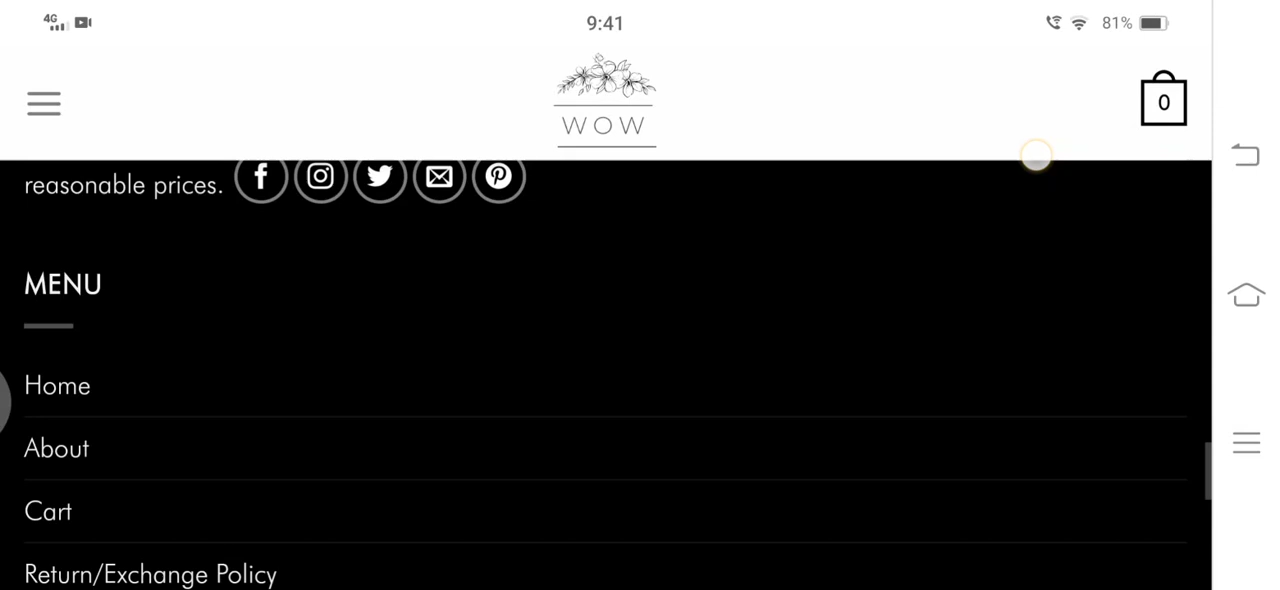 4G
9:41
81%
WOW
0
reasonable prices.
MENU
Home
About
Cart
Return/Exchange Policy